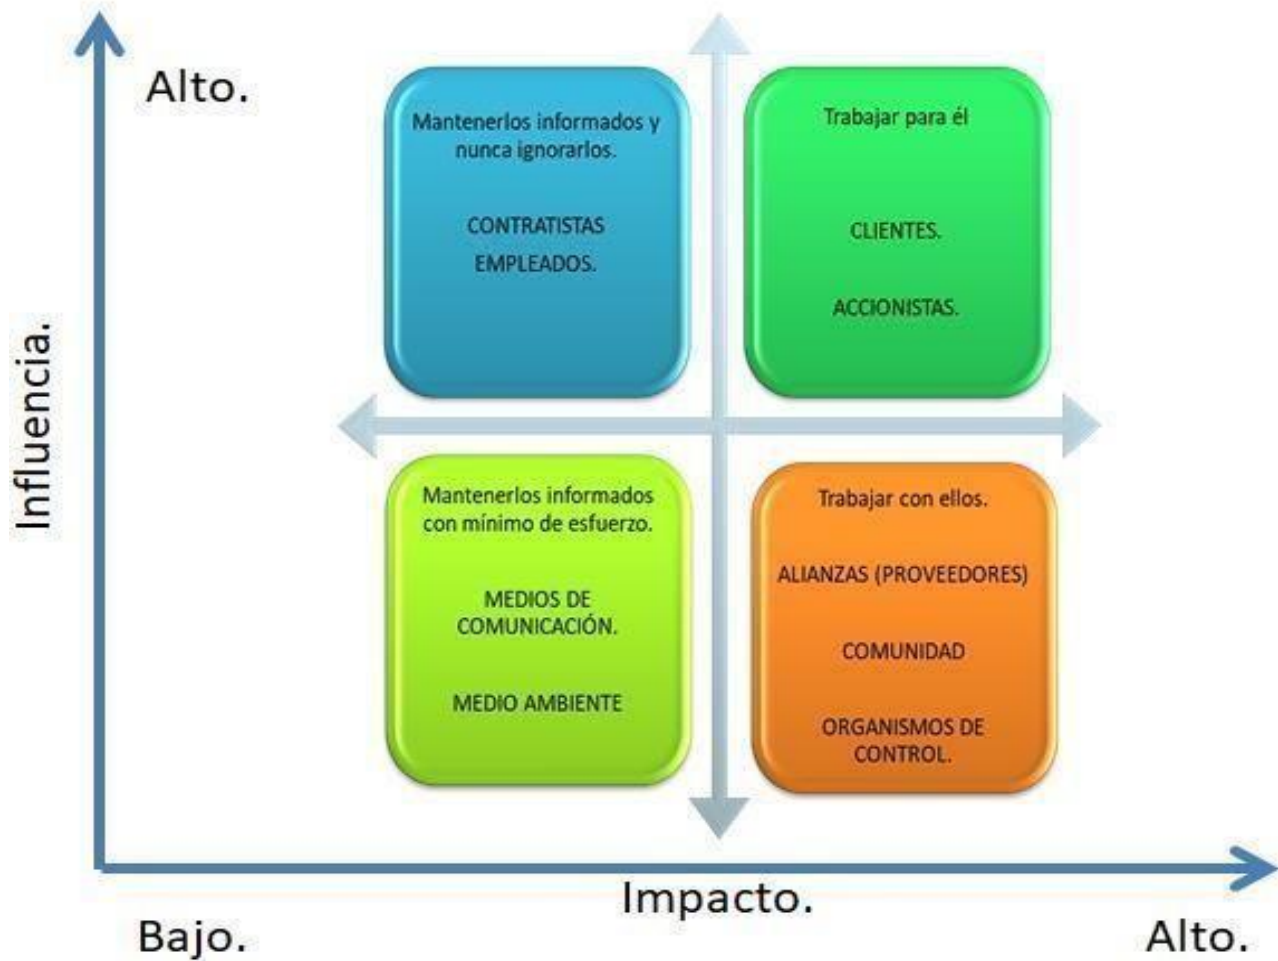 Alto.
Mantenerlos informados y
nunca ignorarlos.
CONTRATISTAS
EMPLEADOS.
Trabajar para él
CLIENTES.
ACCIONISTAS.
Influencia.
Mantenerlos informados
con mínimo de esfuerzo.
MEDIOS DE
COMUNICACIÓN.
MEDIO AMBIENTE
Trabajar con ellos.
ALIANZAS (PROVEEDORES)
COMUNIDAD
ORGANISMOS DE
CONTROL.
Impacto.
Bajo.
Alto.